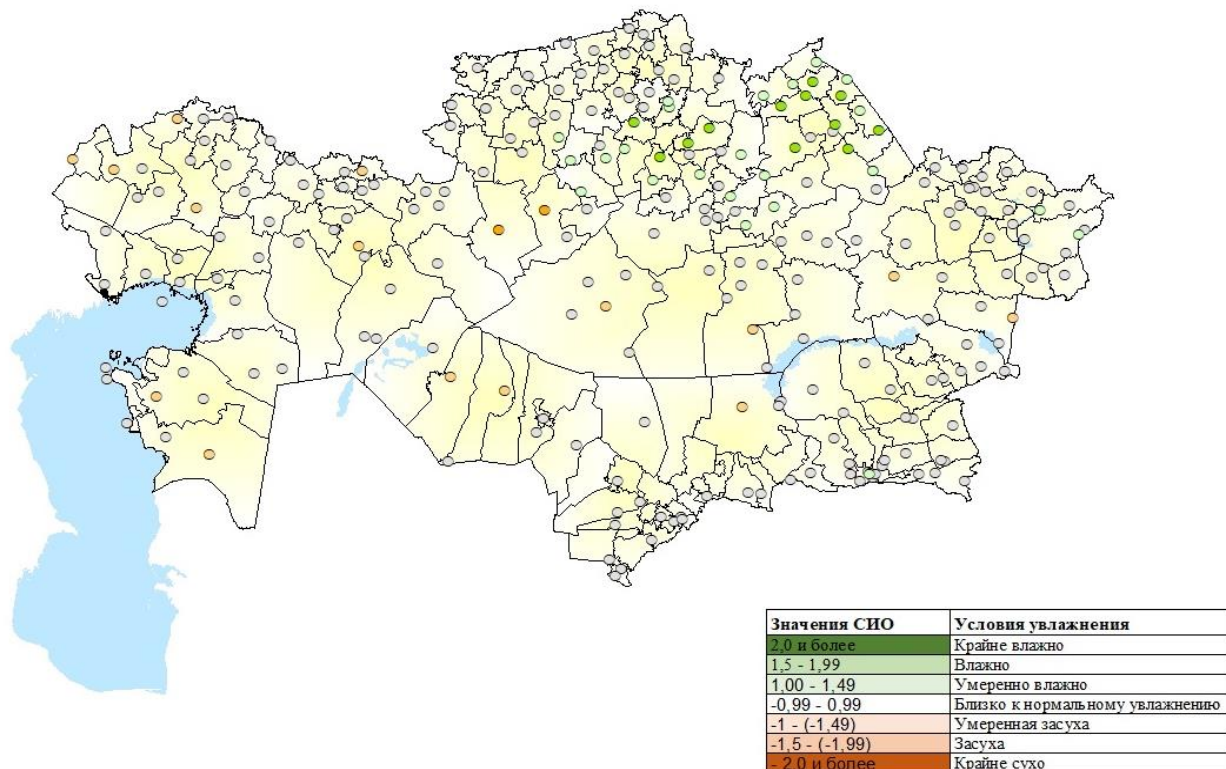 Значения СИО Условия увлажнения
2,0 и более Крайне влажно
1,5 - 1,99 Влажно
1,00 - 1,49 Умеренно влажно
-0,99 - 0,99 Близко к нормальному увлажнению
-1 - (-1,49) Умеренная засуха
-1,5 - (-1,99) Засуха
- 2,0 и более Крайне сухо